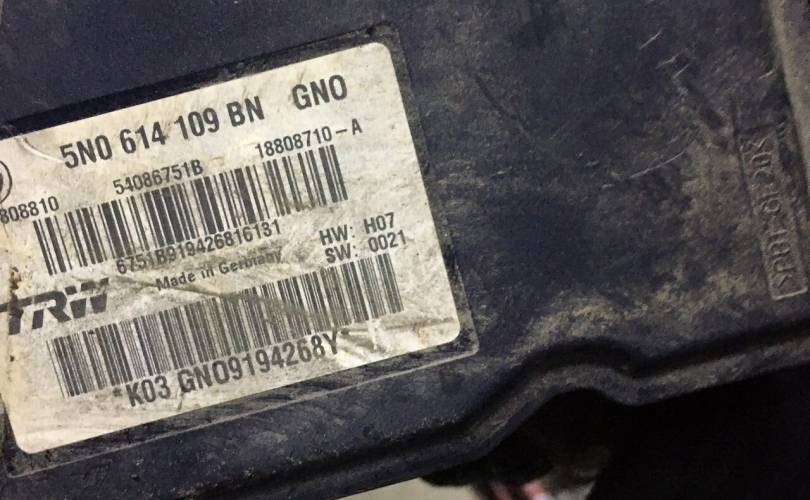 5N0 614 109 BN GNO
808810 54086751B 18808710-A
6751B919426816131
HW: H07
SW: 0021
Made in Germany
TRW
*K03 GNO9194268Y*